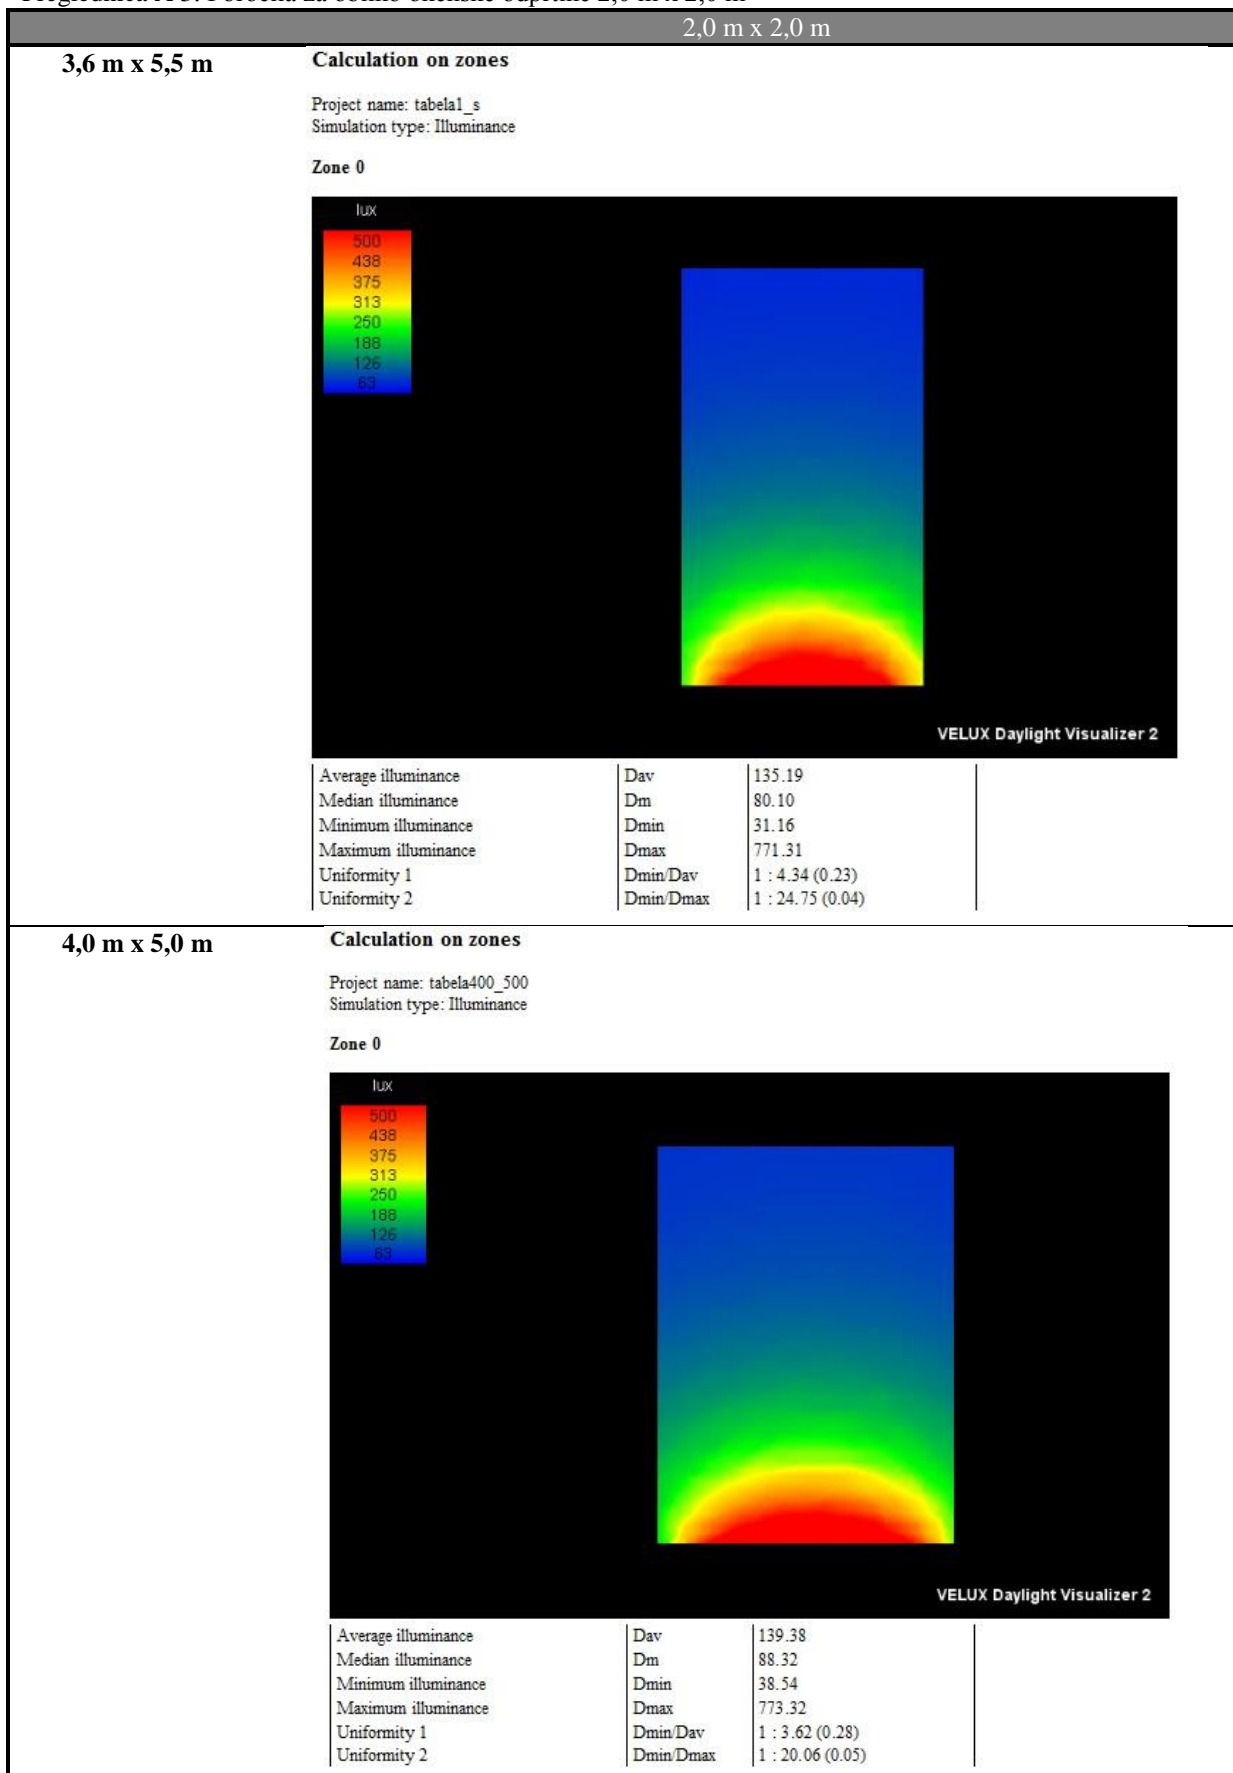 2,0 m x 2,0 m
3,6 m x 5,5 m
Calculation on zones
Project name: tabela1_s
Simulation type: Illuminance
Zone 0
lux
500
438
375
313
250
188
126
63
VELUX Daylight Visualizer 2
Average illuminance Dav 135.19
Median illuminance Dm 80.10
Minimum illuminance Dmin 31.16
Maximum illuminance Dmax 771.31
Uniformity 1 Dmin/Dav 1 : 4.34 (0.23)
Uniformity 2 Dmin/Dmax 1 : 24.75 (0.04)
4,0 m x 5,0 m
Calculation on zones
Project name: tabela400_500
Simulation type: Illuminance
Zone 0
lux
500
438
375
313
250
188
126
63
VELUX Daylight Visualizer 2
Average illuminance Dav 139.38
Median illuminance Dm 88.32
Minimum illuminance Dmin 38.54
Maximum illuminance Dmax 773.32
Uniformity 1 Dmin/Dav 1 : 3.62 (0.28)
Uniformity 2 Dmin/Dmax 1 : 20.06 (0.05)